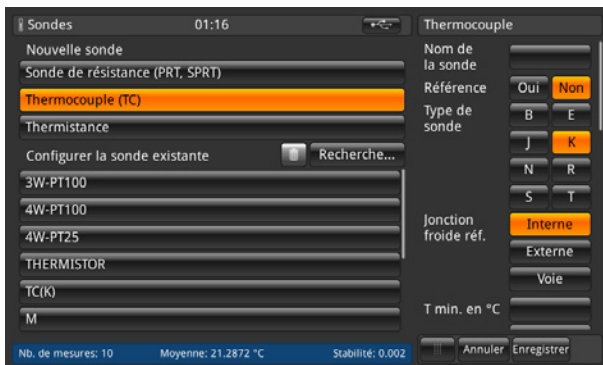 Sondes 01:16
Nouvelle sonde
Sonde de résistance (PRT, SPRT)
Thermocouple (TC)
Thermistance
Configurer la sonde existante Recherche...
3W-PT100
4W-PT100
4W-PT25
THERMISTOR
TC(K)
M
Nb. de mesures: 10 Moyenne: 21.2872 °C Stabilité: 0.002
Thermocouple
Nom de
la sonde
Référence Oui Non
Type de
sonde
B E
J K
N R
S T
Jonction
froide réf.
Interne
Externe
Voie
T min. en °C
Annuler Enregistrer